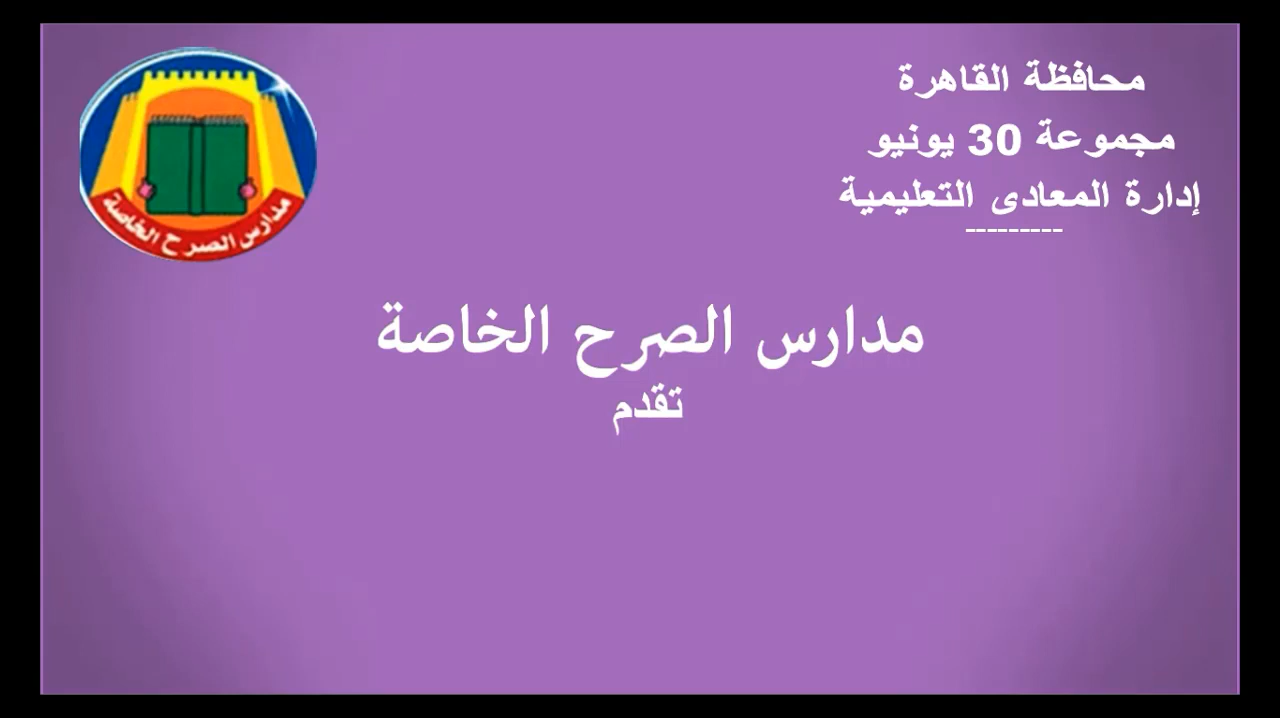 محافظة القاهرة
مجموعة 30 يونيو
إدارة المعادى التعليمية
---------
مدارس الصرح الخاصة
مدارس الصرح الخاصة
تقدم